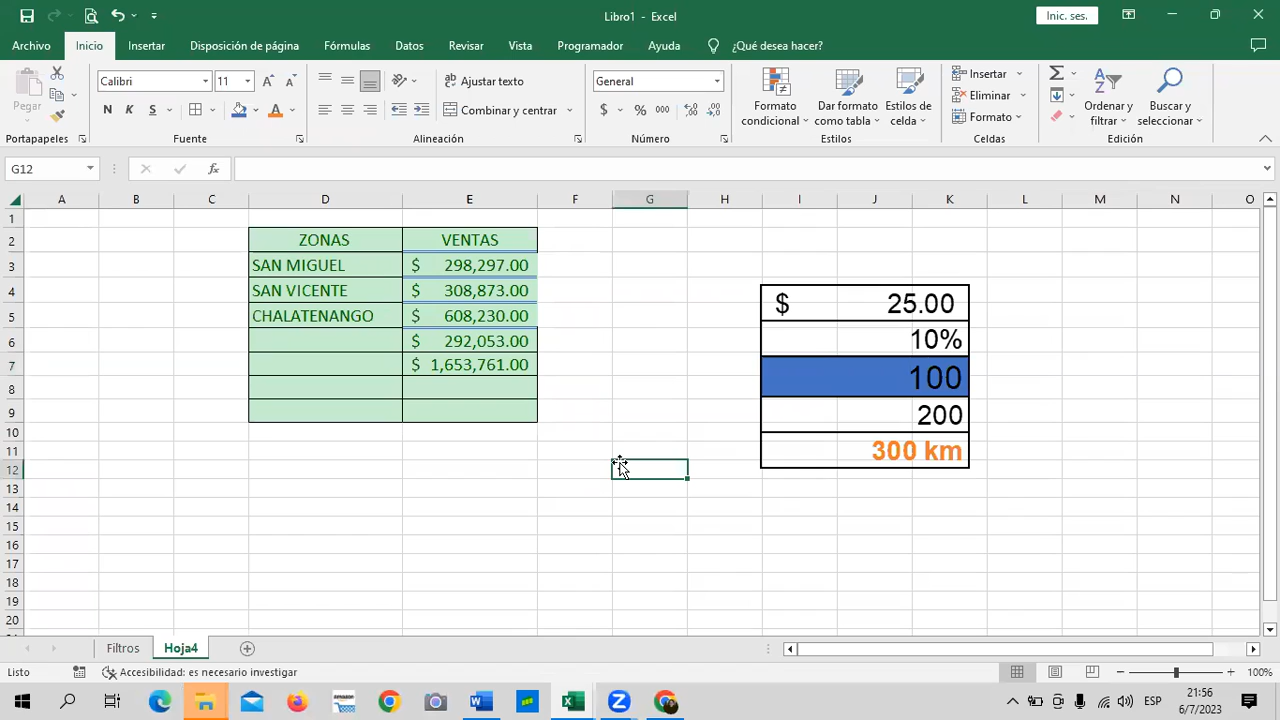 Libro1 - Excel
Inic. ses.
Archivo Inicio Insertar Disposición de página Fórmulas Datos Revisar Vista Programador Ayuda ¿Qué desea hacer?
Pegar
Calibri 11
N K S
Ajustar texto
Combinar y centrar
General
$ % 000
Formato condicional
Dar formato como tabla
Estilos de celda
Insertar
Eliminar
Formato
Ordenar y filtrar
Buscar y seleccionar
Portapapeles Fuente Alineación Número Estilos Celdas Edición
G12 fx
A B C D E F G H I J K L M N O
1
2 ZONAS VENTAS
3 SAN MIGUEL $ 298,297.00
4 SAN VICENTE $ 308,873.00 $ 25.00
5 CHALATENANGO $ 608,230.00
6 $ 292,053.00 10%
7 $ 1,653,761.00
8 100
9 200
10
11 300 km
12
13
14
15
16
17
18
19
20
Filtros Hoja4
Listo Accesibilidad: es necesario investigar 100%
ESP
21:56
6/7/2023